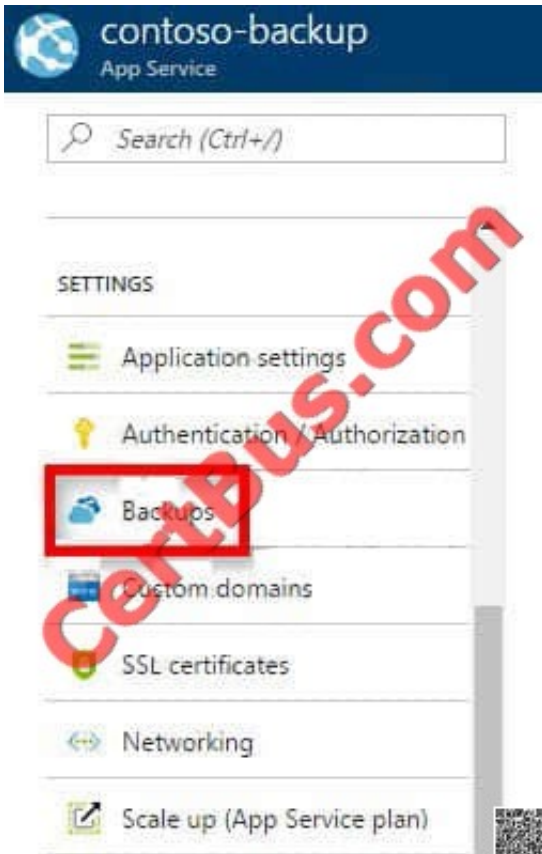 contoso-backup
App Service
Search (Ctrl+/)
SETTINGS
Application settings
Authentication / Authorization
Backups
Custom domains
SSL certificates
Networking
Scale up (App Service plan)
CertBus.com